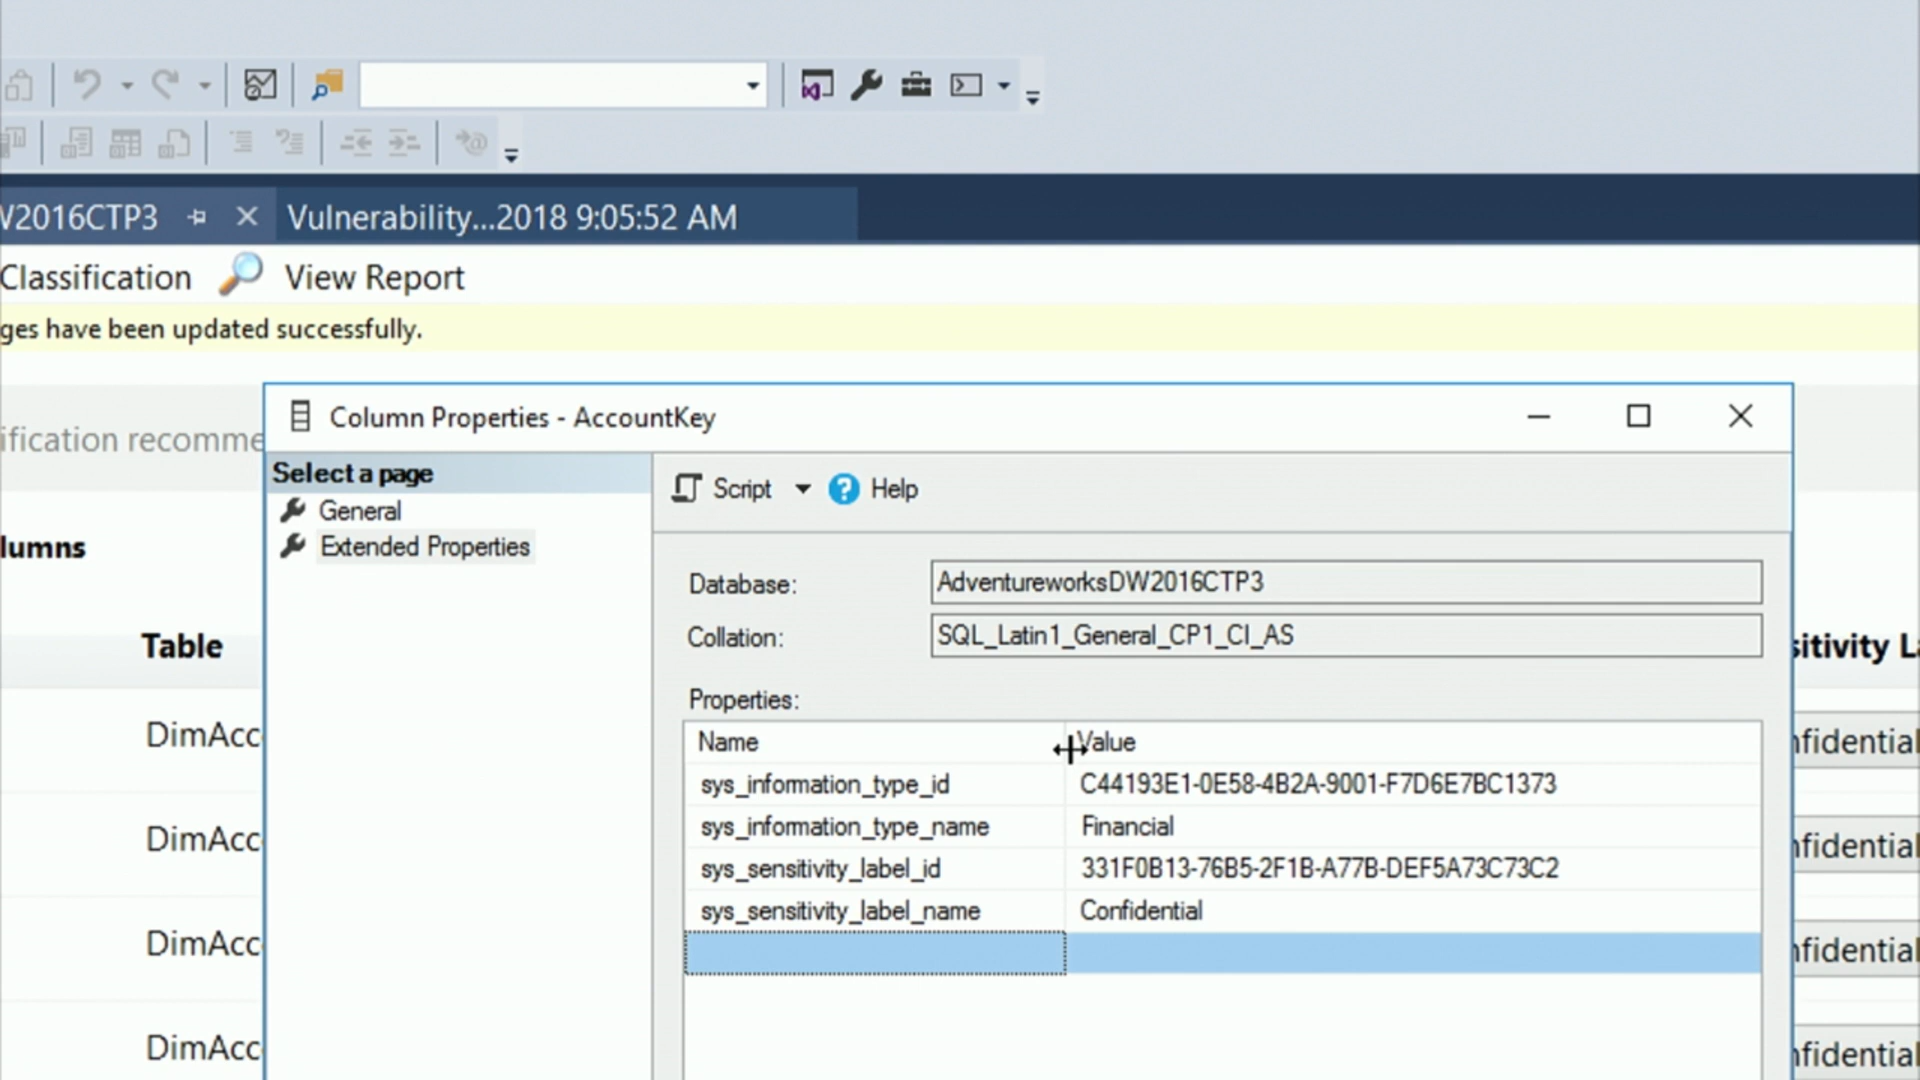 W2016CTP3
Vulnerability...2018 9:05:52 AM
Classification
View Report
ges have been updated successfully.
ification recomme
Column Properties - AccountKey
Select a page
General
Extended Properties
Script
Help
lumns
Database:
AdventureworksDW2016CTP3
Collation:
SQL_Latin1_General_CP1_CI_AS
Table
sitivity La
Properties:
Name
Value
DimAcc
nfidential
sys_information_type_id
C44193E1-0E58-4B2A-9001-F7D6E7BC1373
sys_information_type_name
Financial
DimAcc
nfidential
sys_sensitivity_label_id
331F0B13-76B5-2F1B-A77B-DEF5A73C73C2
sys_sensitivity_label_name
Confidential
DimAcc
nfidential
DimAcc
nfidential